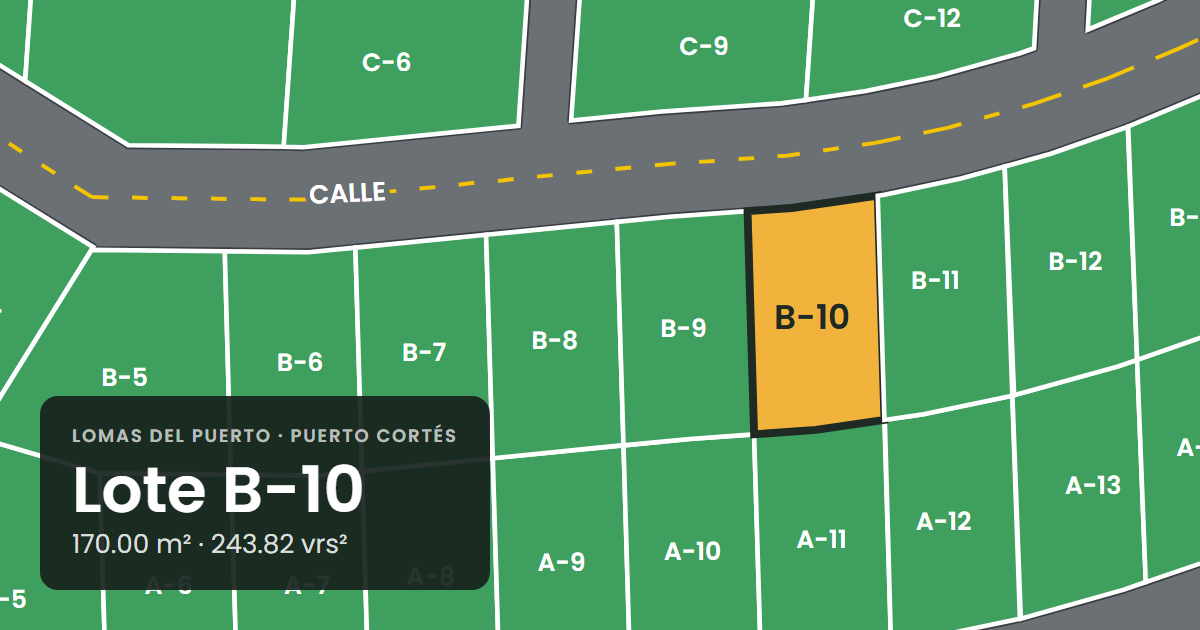 C-12
C-9
C-6
CALLE
B-
B-12
B-11
B-10
B-9
B-8
B-7
B-6
B-5
LOMAS DEL PUERTO · PUERTO CORTÉS
Lote B-10
170.00 m² · 243.82 vrs²
A-
A-13
A-12
A-11
A-10
A-9
A-8
A-7
A-6
-5